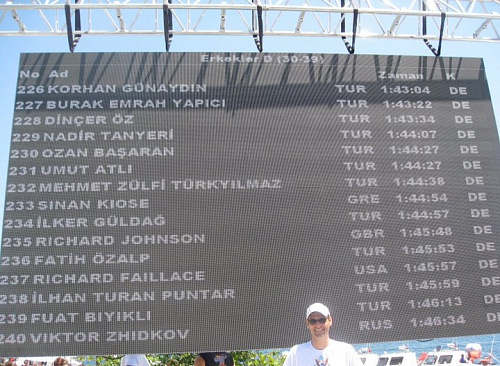 Erkekler D (30-39)
No Ad Zaman K
226 KORHAN GÜNAYDIN TUR 1:43:04 DE
227 BURAK EMRAH YAPICI TUR 1:43:22 DE
228 DİNÇER ÖZ TUR 1:43:34 DE
229 NADİR TANYERİ TUR 1:44:07 DE
230 OZAN BAŞARAN TUR 1:44:27 DE
231 UMUT ATLI TUR 1:44:27 DE
232 MEHMET ZÜLFİ TÜRKYILMAZ TUR 1:44:38 DE
233 SINAN KIOSE GRE 1:44:54 DE
234 İLKER GÜLDAĞ TUR 1:44:57 DE
235 RICHARD JOHNSON GBR 1:45:48 DE
236 FATİH ÖZALP TUR 1:45:53 DE
237 RICHARD FAILLACE USA 1:45:57 DE
238 İLHAN TURAN PUNTAR TUR 1:45:59 DE
239 FUAT BIYIKLI TUR 1:46:13 DE
240 VIKTOR ZHIDKOV RUS 1:46:34 DE